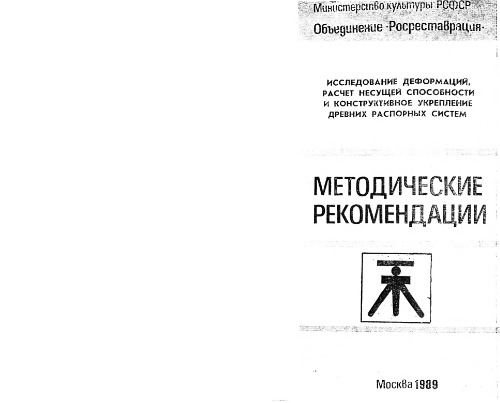 Министерство культуры РСФСР
Объединение «Росреставрация»
ИССЛЕДОВАНИЕ ДЕФОРМАЦИЙ,
РАСЧЕТ НЕСУЩЕЙ СПОСОБНОСТИ
И КОНСТРУКТИВНОЕ УКРЕПЛЕНИЕ
ДРЕВНИХ РАСПОРНЫХ СИСТЕМ
МЕТОДИЧЕСКИЕ
РЕКОМЕНДАЦИИ
Москва 1989